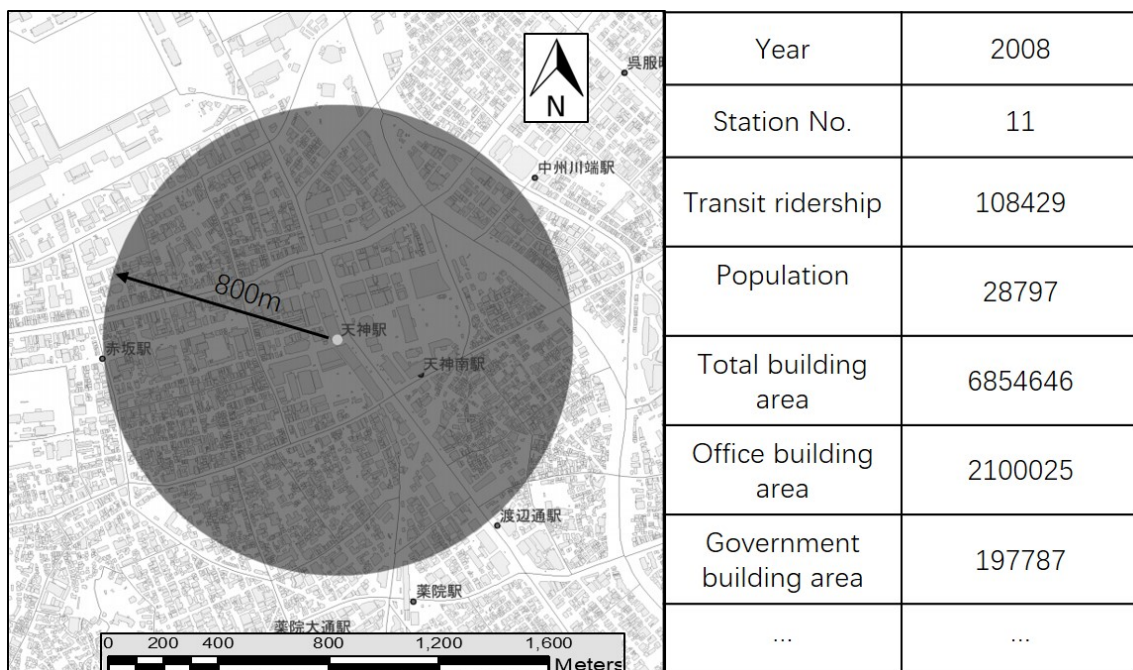 呉服町
N
中州川端駅
800m
天神駅
赤坂駅
天神南駅
渡辺通駅
薬院駅
薬院大通駅
0 200 400 800 1,200 1,600
Meters
Year 2008
Station No. 11
Transit ridership 108429
Population 28797
Total building
area 6854646
Office building
area 2100025
Government
building area 197787
... ...